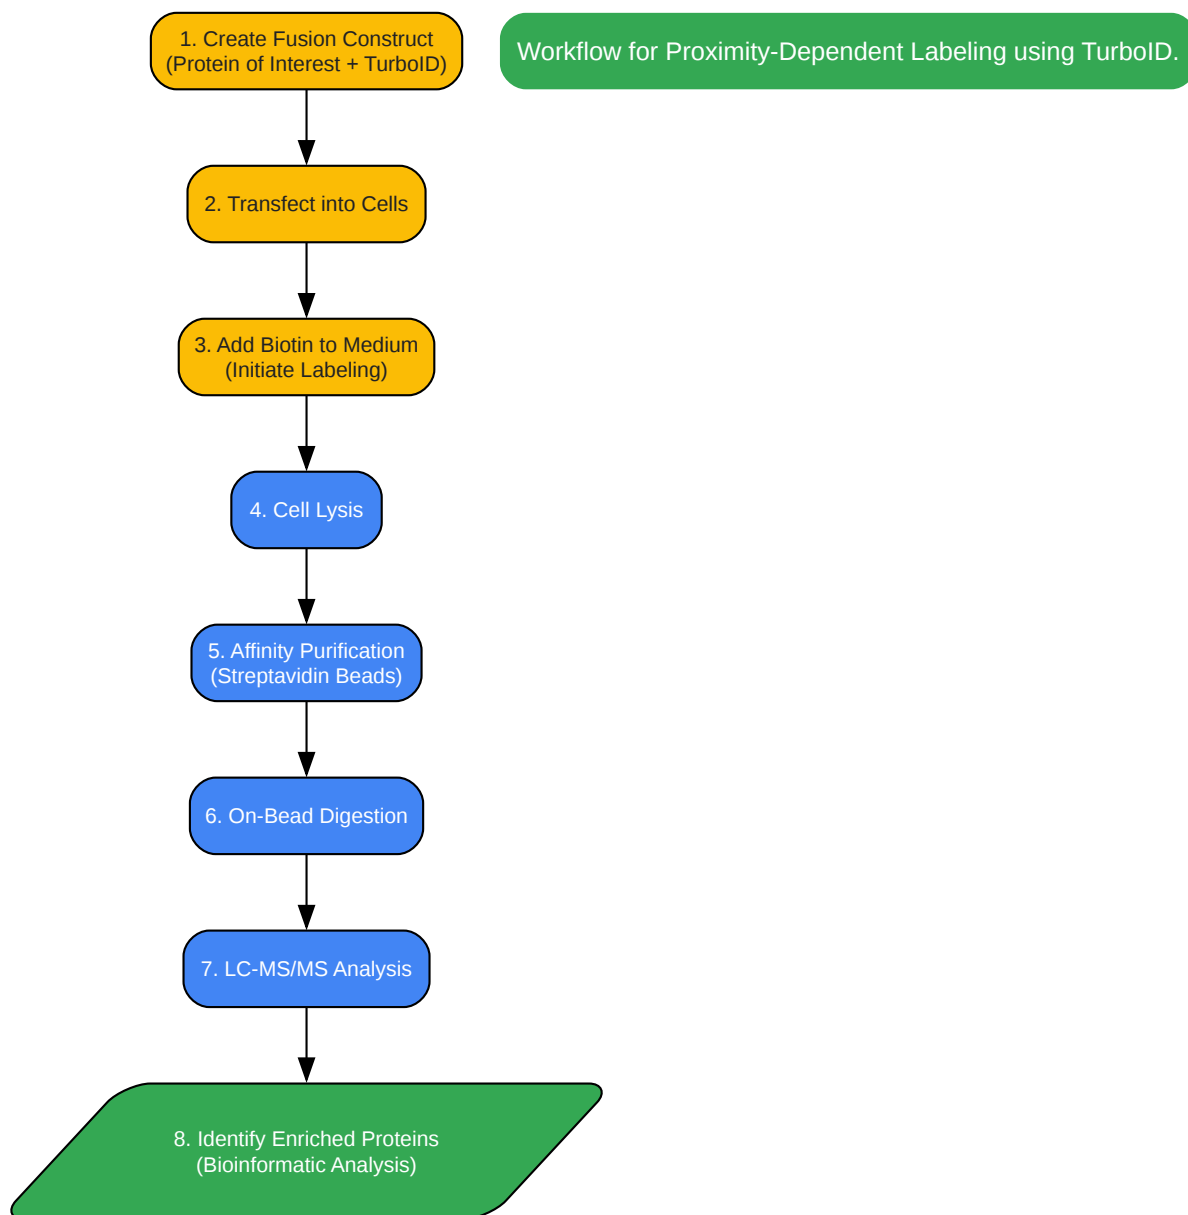 1. Create Fusion Construct
(Protein of Interest + TurboID)
Workflow for Proximity-Dependent Labeling using TurboID.
2. Transfect into Cells
3. Add Biotin to Medium
(Initiate Labeling)
4. Cell Lysis
5. Affinity Purification
(Streptavidin Beads)
6. On-Bead Digestion
7. LC-MS/MS Analysis
8. Identify Enriched Proteins
(Bioinformatic Analysis)